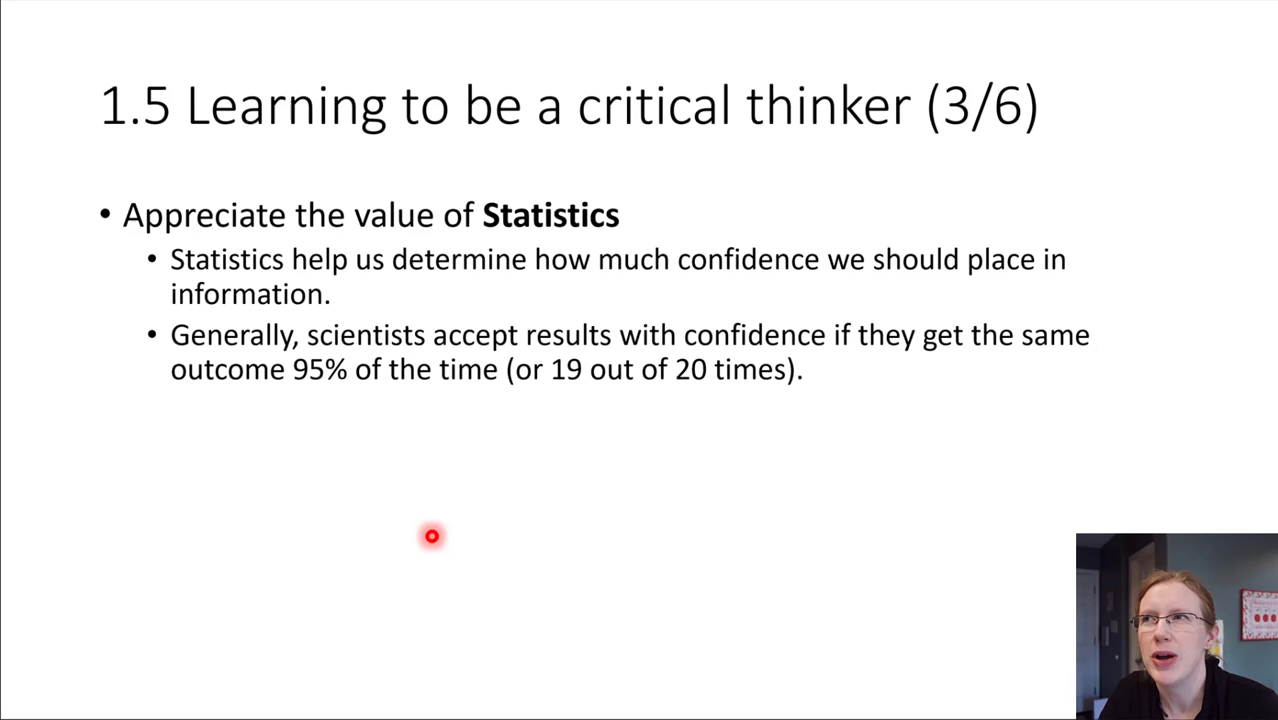 1.5 Learning to be a critical thinker (3/6)
• Appreciate the value of Statistics
• Statistics help us determine how much confidence we should place in
information.
• Generally, scientists accept results with confidence if they get the same
outcome 95% of the time (or 19 out of 20 times).